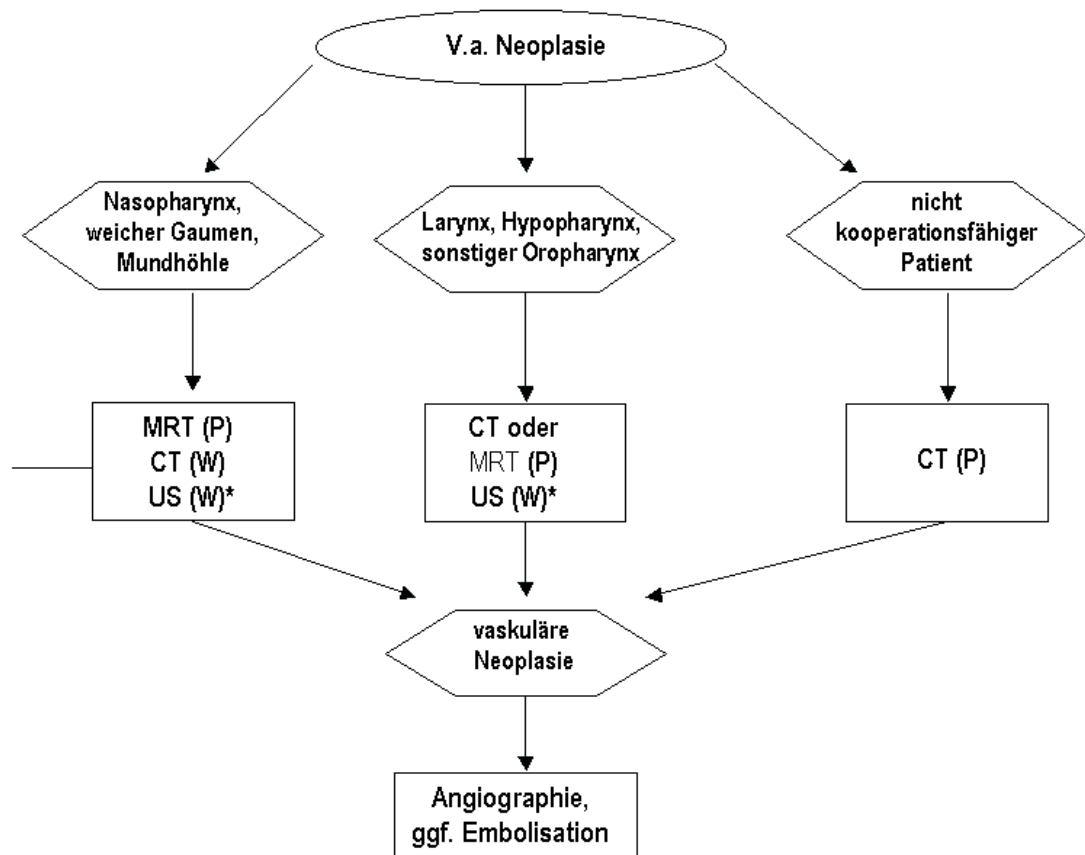 V.a. Neoplasie
Nasopharynx,
weicher Gaumen,
Mundhöhle
Larynx, Hypopharynx,
sonstiger Oropharynx
nicht
kooperationsfähiger
Patient
MRT (P)
CT (W)
US (W)*
CT oder
MRT (P)
US (W)*
CT (P)
vaskuläre
Neoplasie
Angiographie,
ggf. Embolisation